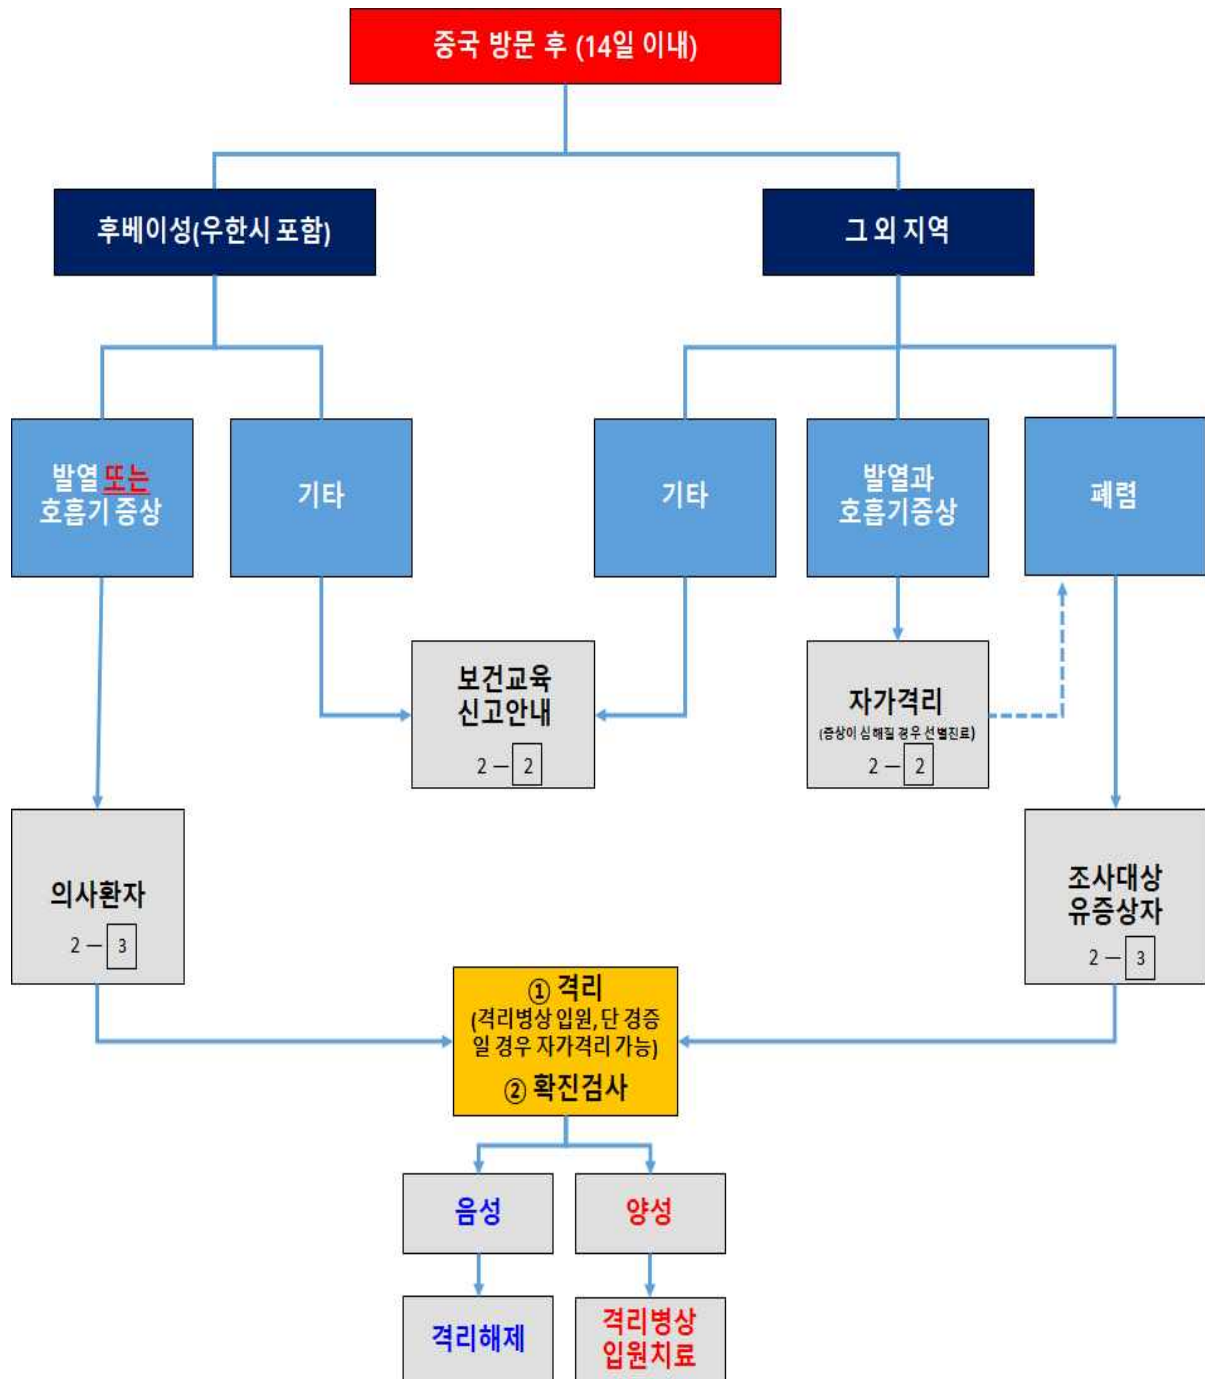 중국 방문 후 (14일 이내)
후베이성(우한시 포함)
그 외 지역
발열 또는
호흡기 증상
기타
기타
발열과
호흡기증상
폐렴
보건교육
신고안내
2 ㅡ 2
자가격리
(증상이 심해질 경우 선별진료)
2 ㅡ 2
의사환자
2 ㅡ 3
조사대상
유증상자
2 ㅡ 3
① 격리
(격리병상 입원, 단 경증
일 경우 자가격리 가능)
② 확진검사
음성
양성
격리해제
격리병상
입원치료